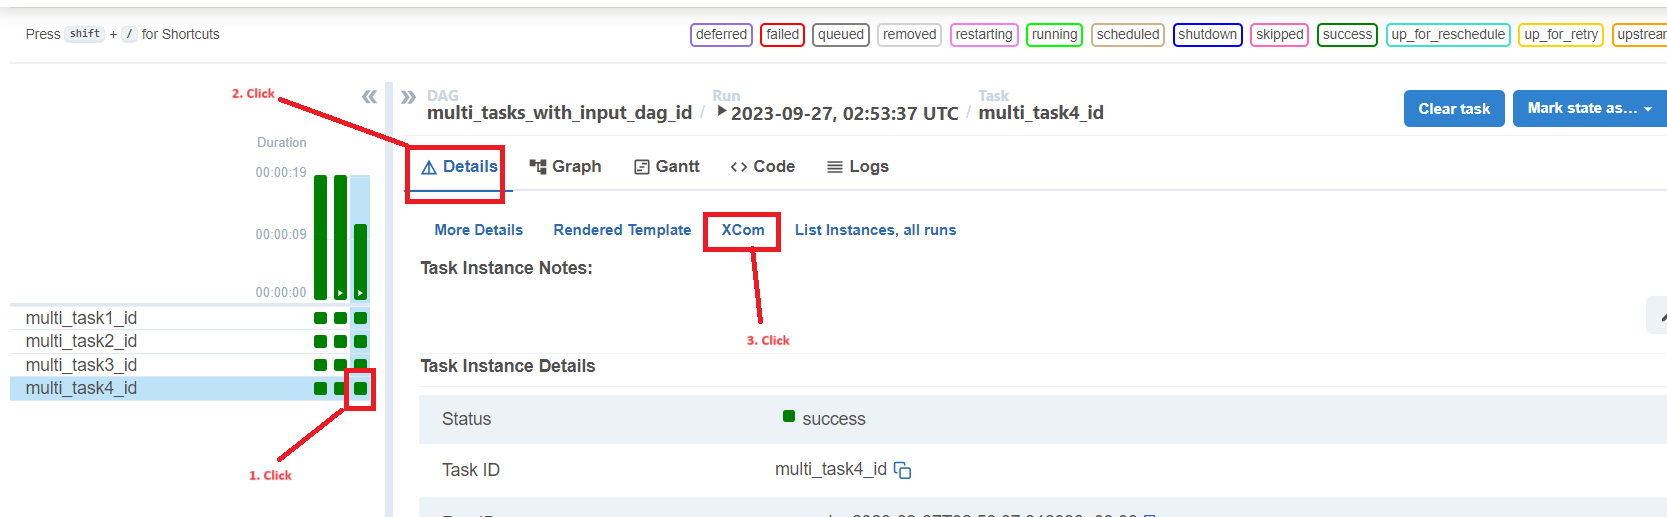 Press shift + / for Shortcuts
deferred failed queued removed restarting running scheduled shutdown skipped success up_for_reschedule up_for_retry
2. Click
DAG Run Task
multi_tasks_with_input_dag_id / 2023-09-27, 02:53:37 UTC / multi_task4_id
Clear task Mark state as...
Duration
00:00:19
00:00:09
00:00:00
Details Graph Gantt Code Logs
More Details Rendered Template XCom List Instances, all runs
Task Instance Notes:
multi_task1_id
multi_task2_id
multi_task3_id
multi_task4_id
3. Click
1. Click
Task Instance Details
Status success
Task ID multi_task4_id